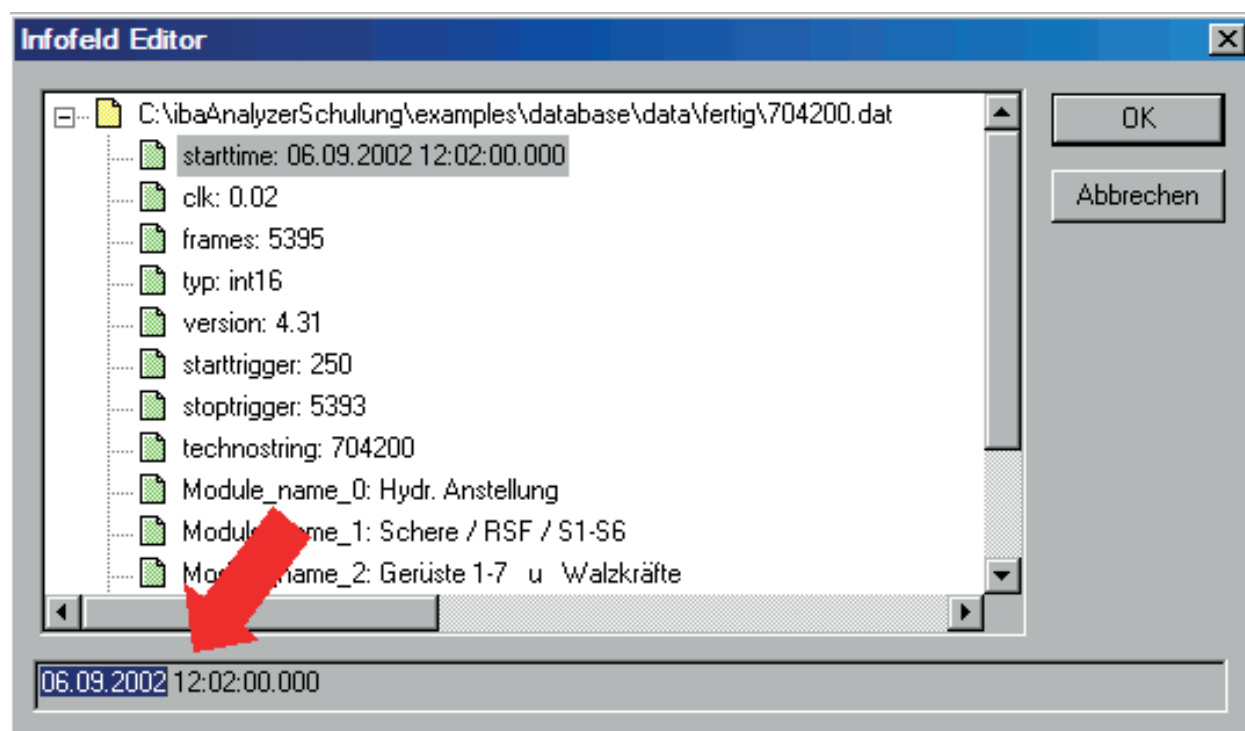 Infofeld Editor
C:\ibaAnalyzerSchulung\examples\database\data\fertig\704200.dat
starttime: 06.09.2002 12:02:00.000
clk: 0.02
frames: 5395
typ: int16
version: 4.31
starttrigger: 250
stoptrigger: 5393
technostring: 704200
Module_name_0: Hydr. Anstellung
Module_name_1: Schere / RSF / S1-S6
Module_name_2: Gerüste 1-7 u Walzkräfte
OK
Abbrechen
06.09.2002 12:02:00.000